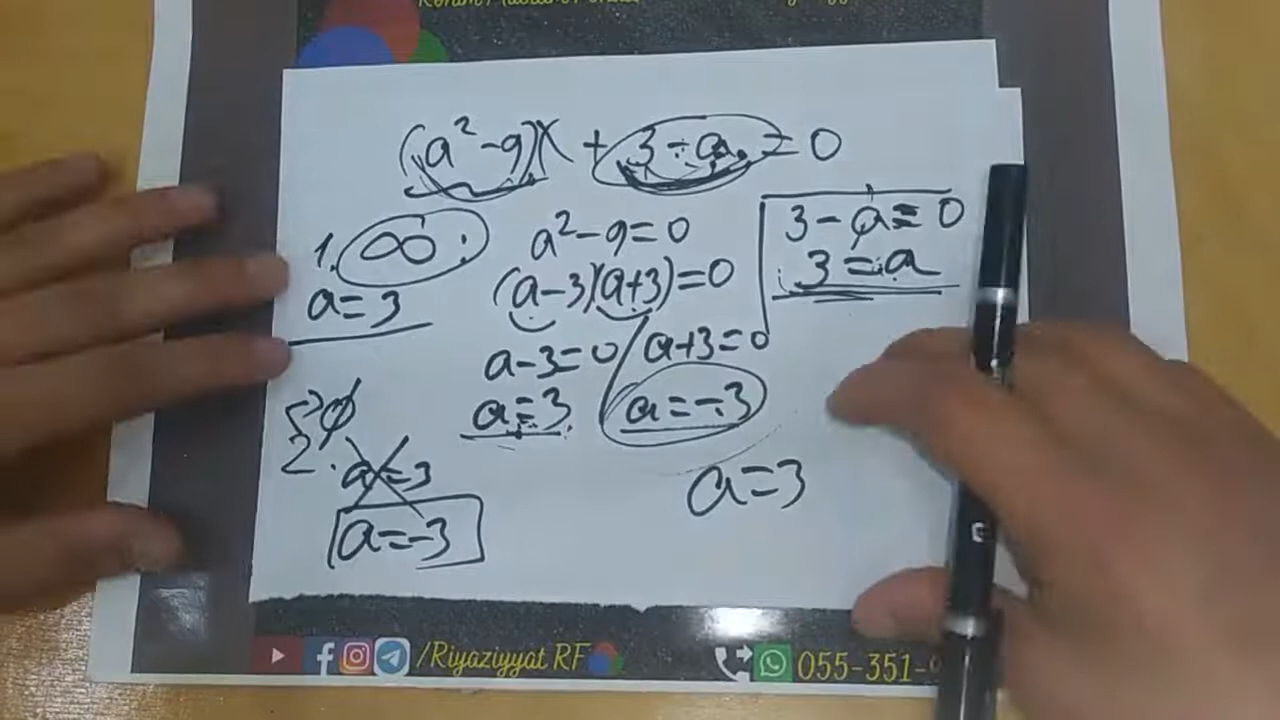 (a²-9)x + 3-a = 0
1. ∞
a=3
a²-9=0
(a-3)(a+3)=0
a-3=0 / a+3=0
a=3
a=-3
3-a=0
3=a
∅
2. a=3
a=-3
a=3
/Riyaziyyat RF
055-351-